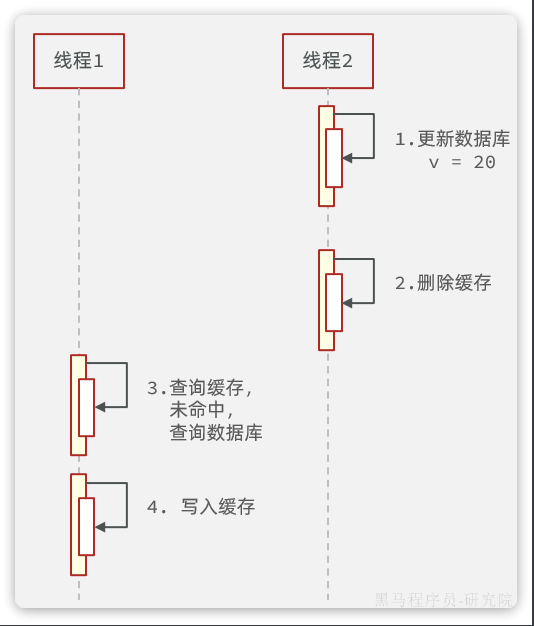 线程1
线程2
1.更新数据库
v = 20
2.删除缓存
3.查询缓存，
未命中，
查询数据库
4. 写入缓存
黑马程序员-研究院